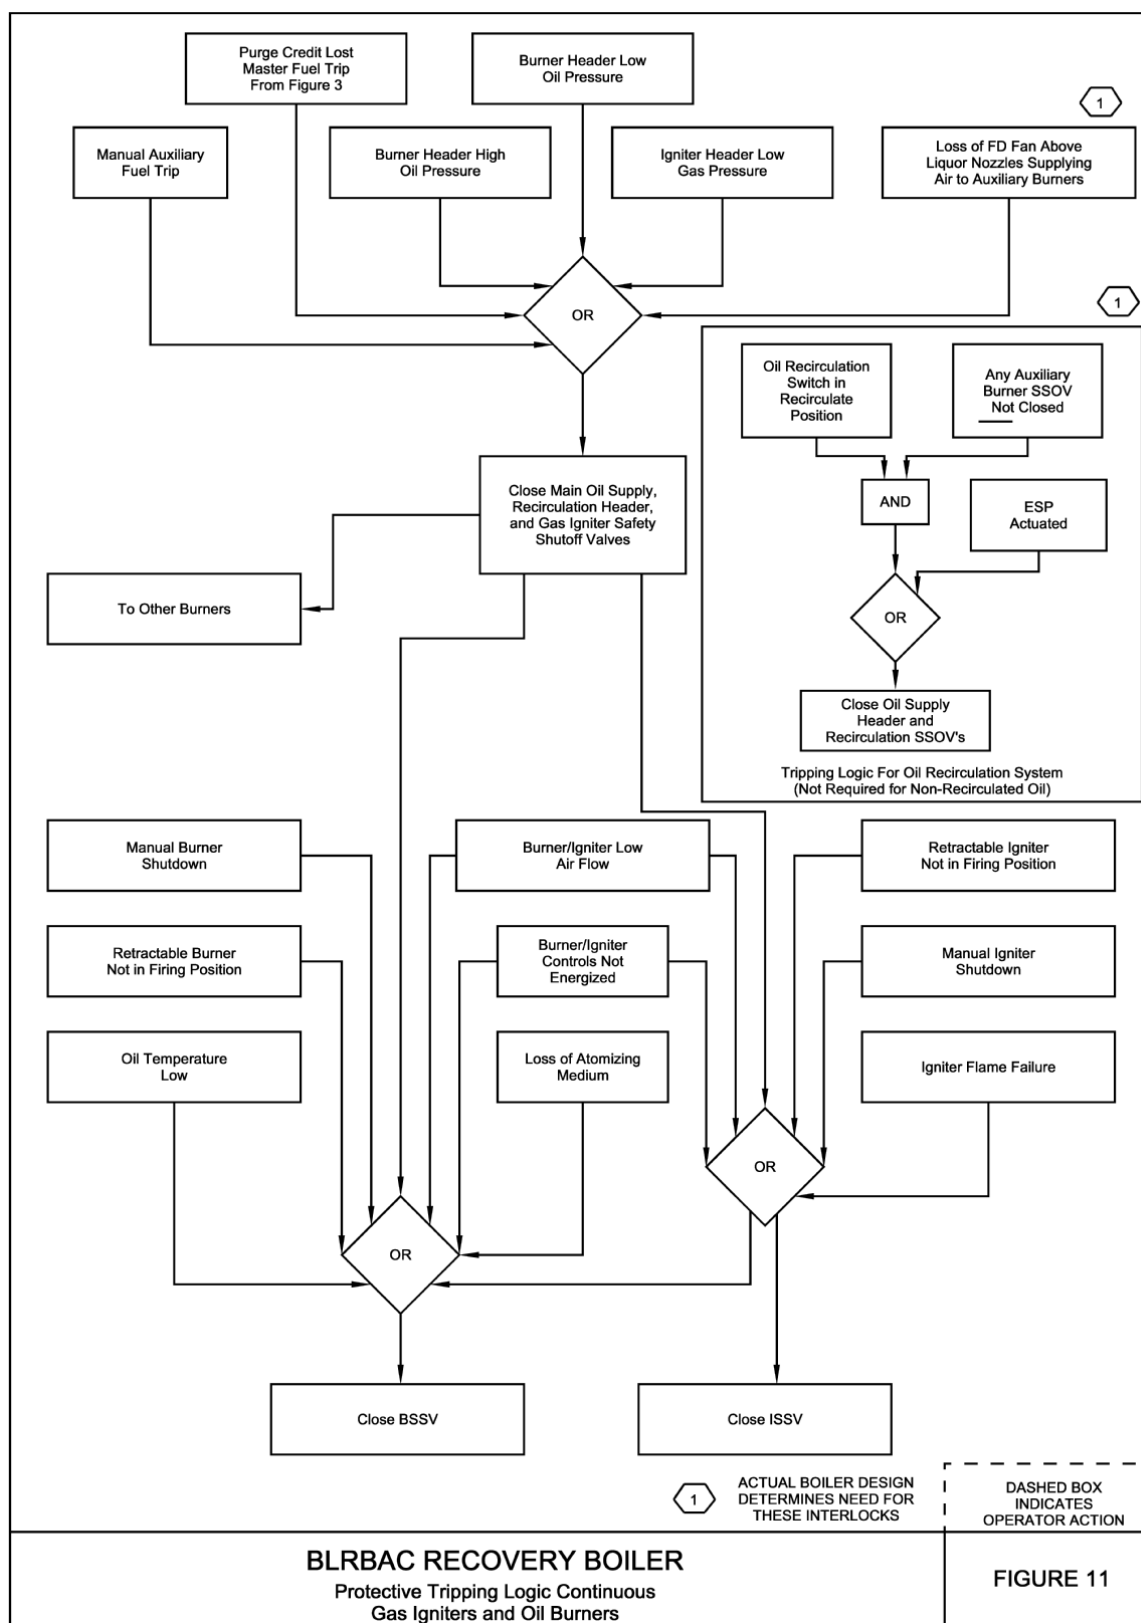 Purge Credit Lost
Master Fuel Trip
From Figure 3
Burner Header Low
Oil Pressure
1
Manual Auxiliary
Fuel Trip
Burner Header High
Oil Pressure
Igniter Header Low
Gas Pressure
Loss of FD Fan Above
Liquor Nozzles Supplying
Air to Auxiliary Burners
OR
1
Oil Recirculation
Switch in
Recirculate
Position
Any Auxiliary
Burner SSOV
Not Closed
AND
ESP
Actuated
OR
Close Oil Supply
Header and
Recirculation SSOV's
Tripping Logic For Oil Recirculation System
(Not Required for Non-Recirculated Oil)
Close Main Oil Supply,
Recirculation Header,
and Gas Igniter Safety
Shutoff Valves
To Other Burners
Manual Burner
Shutdown
Burner/Igniter Low
Air Flow
Retractable Igniter
Not in Firing Position
Retractable Burner
Not in Firing Position
Burner/Igniter
Controls Not
Energized
Manual Igniter
Shutdown
Oil Temperature
Low
Loss of Atomizing
Medium
Igniter Flame Failure
OR
OR
Close BSSV
Close ISSV
1
ACTUAL BOILER DESIGN
DETERMINES NEED FOR
THESE INTERLOCKS
DASHED BOX
INDICATES
OPERATOR ACTION
BLRBAC RECOVERY BOILER
Protective Tripping Logic Continuous
Gas Igniters and Oil Burners
FIGURE 11